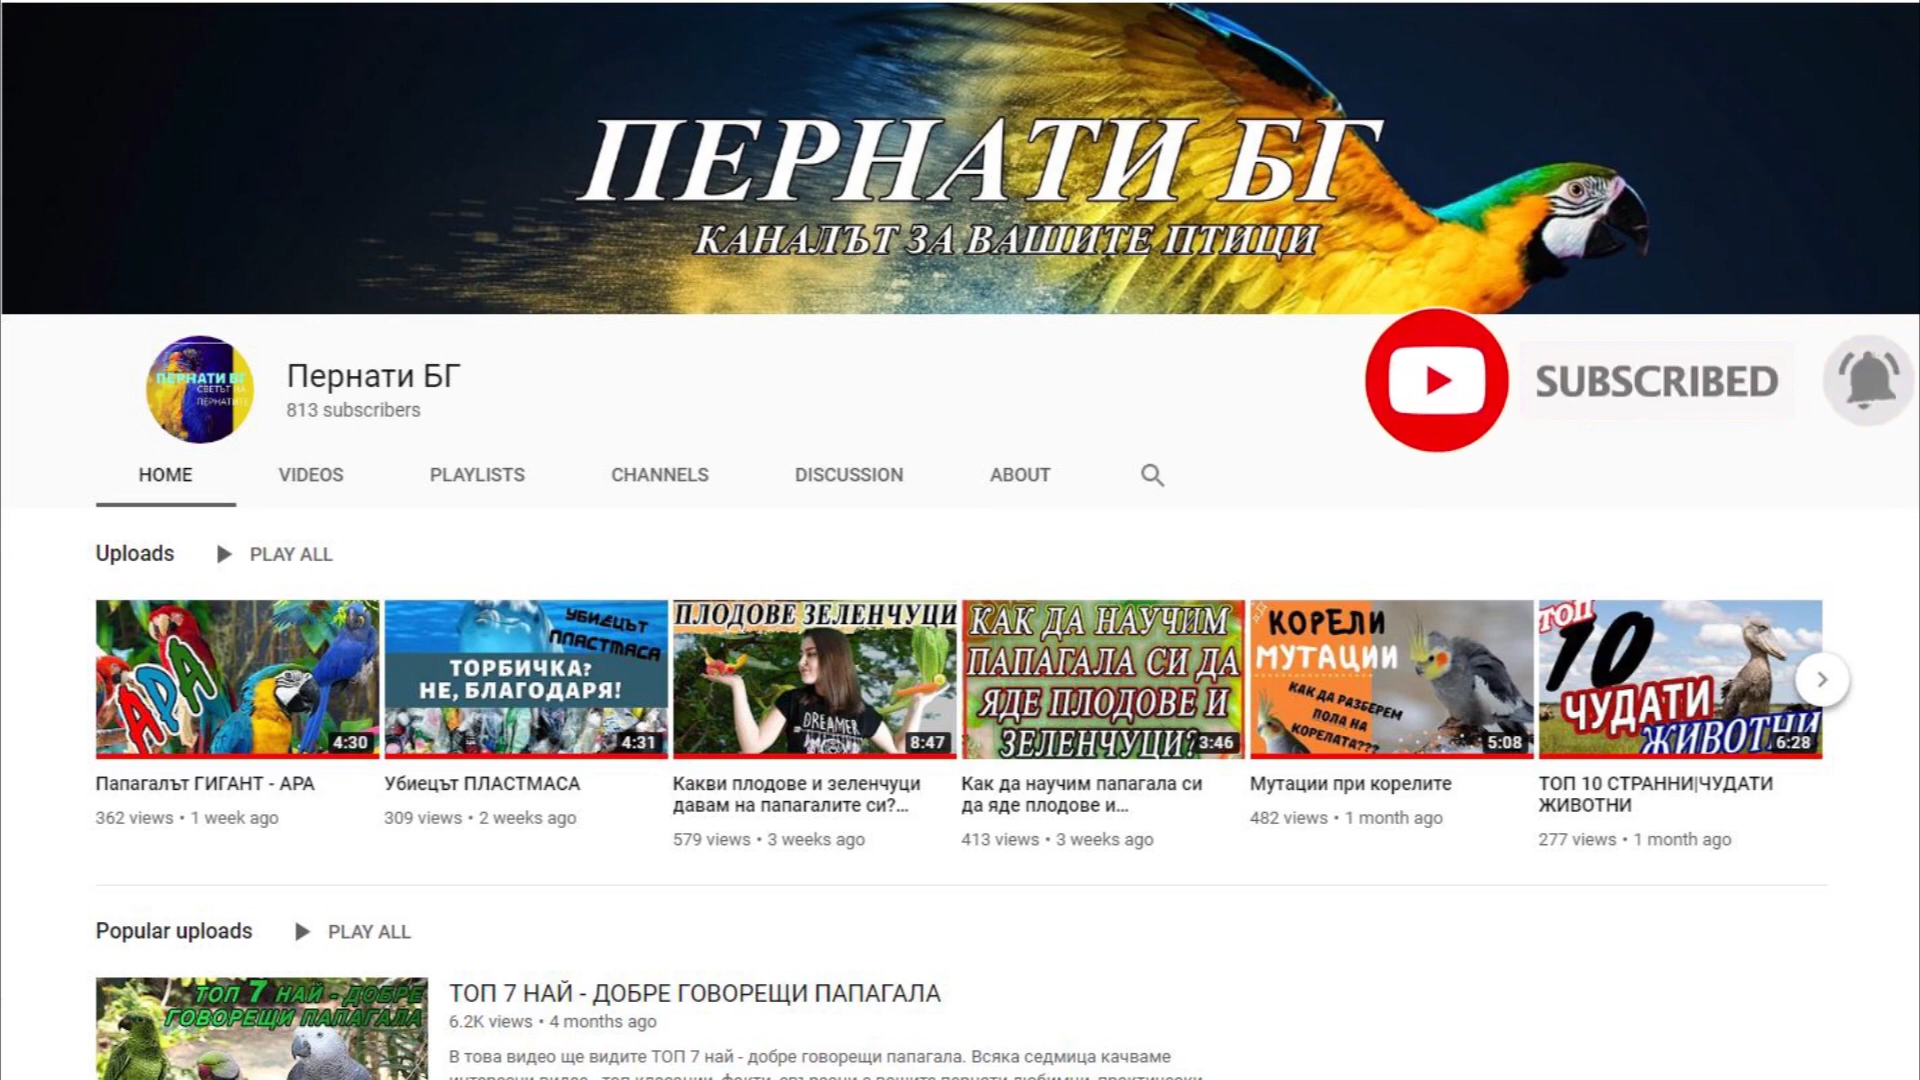 ПЕРНАТИ БГ
КАНАЛЪТ ЗА ВАШИТЕ ПТИЦИ
ПЕРНАТИ БГ
СВЕТЪТ НА
ПЕРНАТИТЕ
Пернати БГ
813 subscribers
SUBSCRIBED
HOME VIDEOS PLAYLISTS CHANNELS DISCUSSION ABOUT
Uploads PLAY ALL
АРА
4:30
УБИЕЦЪТ
ПЛАСТМАСА
ТОРБИЧКА?
НЕ, БЛАГОДАРЯ!
4:31
ПЛОДОВЕ ЗЕЛЕНЧУЦИ
DREAMER
8:47
КАК ДА НАУЧИМ
ПАПАГАЛА СИ ДА
ЯДЕ ПЛОДОВЕ И
ЗЕЛЕНЧУЦИ?
3:46
КОРЕЛИ
МУТАЦИИ
КАК ДА РАЗБЕРЕМ
ПОЛА НА
КОРЕЛАТА???
5:08
ТОП
10
ЧУДАТИ
ЖИВОТНИ
6:28
Папагалът ГИГАНТ - АРА
362 views • 1 week ago
Убиецът ПЛАСТМАСА
309 views • 2 weeks ago
Какви плодове и зеленчуци
давам на папагалите си?...
579 views • 3 weeks ago
Как да научим папагала си
да яде плодове и...
413 views • 3 weeks ago
Мутации при корелите
482 views • 1 month ago
ТОП 10 СТРАННИ|ЧУДАТИ
ЖИВОТНИ
277 views • 1 month ago
Popular uploads PLAY ALL
ТОП 7 НАЙ - ДОБРЕ
ГОВОРЕЩИ ПАПАГАЛА
ТОП 7 НАЙ - ДОБРЕ ГОВОРЕЩИ ПАПАГАЛА
6.2K views • 4 months ago
В това видео ще видите ТОП 7 най - добре говорещи папагала. Всяка седмица качваме